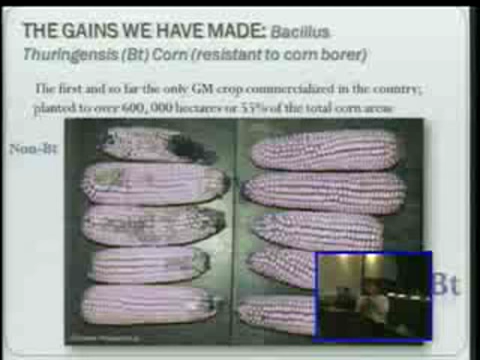 THE GAINS WE HAVE MADE: Bacillus
Thuringensis (Bt) Corn (resistant to corn borer)
The first and so far the only GM crop commercialized in the country;
planted to over 600, 000 hectares or 55% of the total corn areas
Non-Bt
Bt